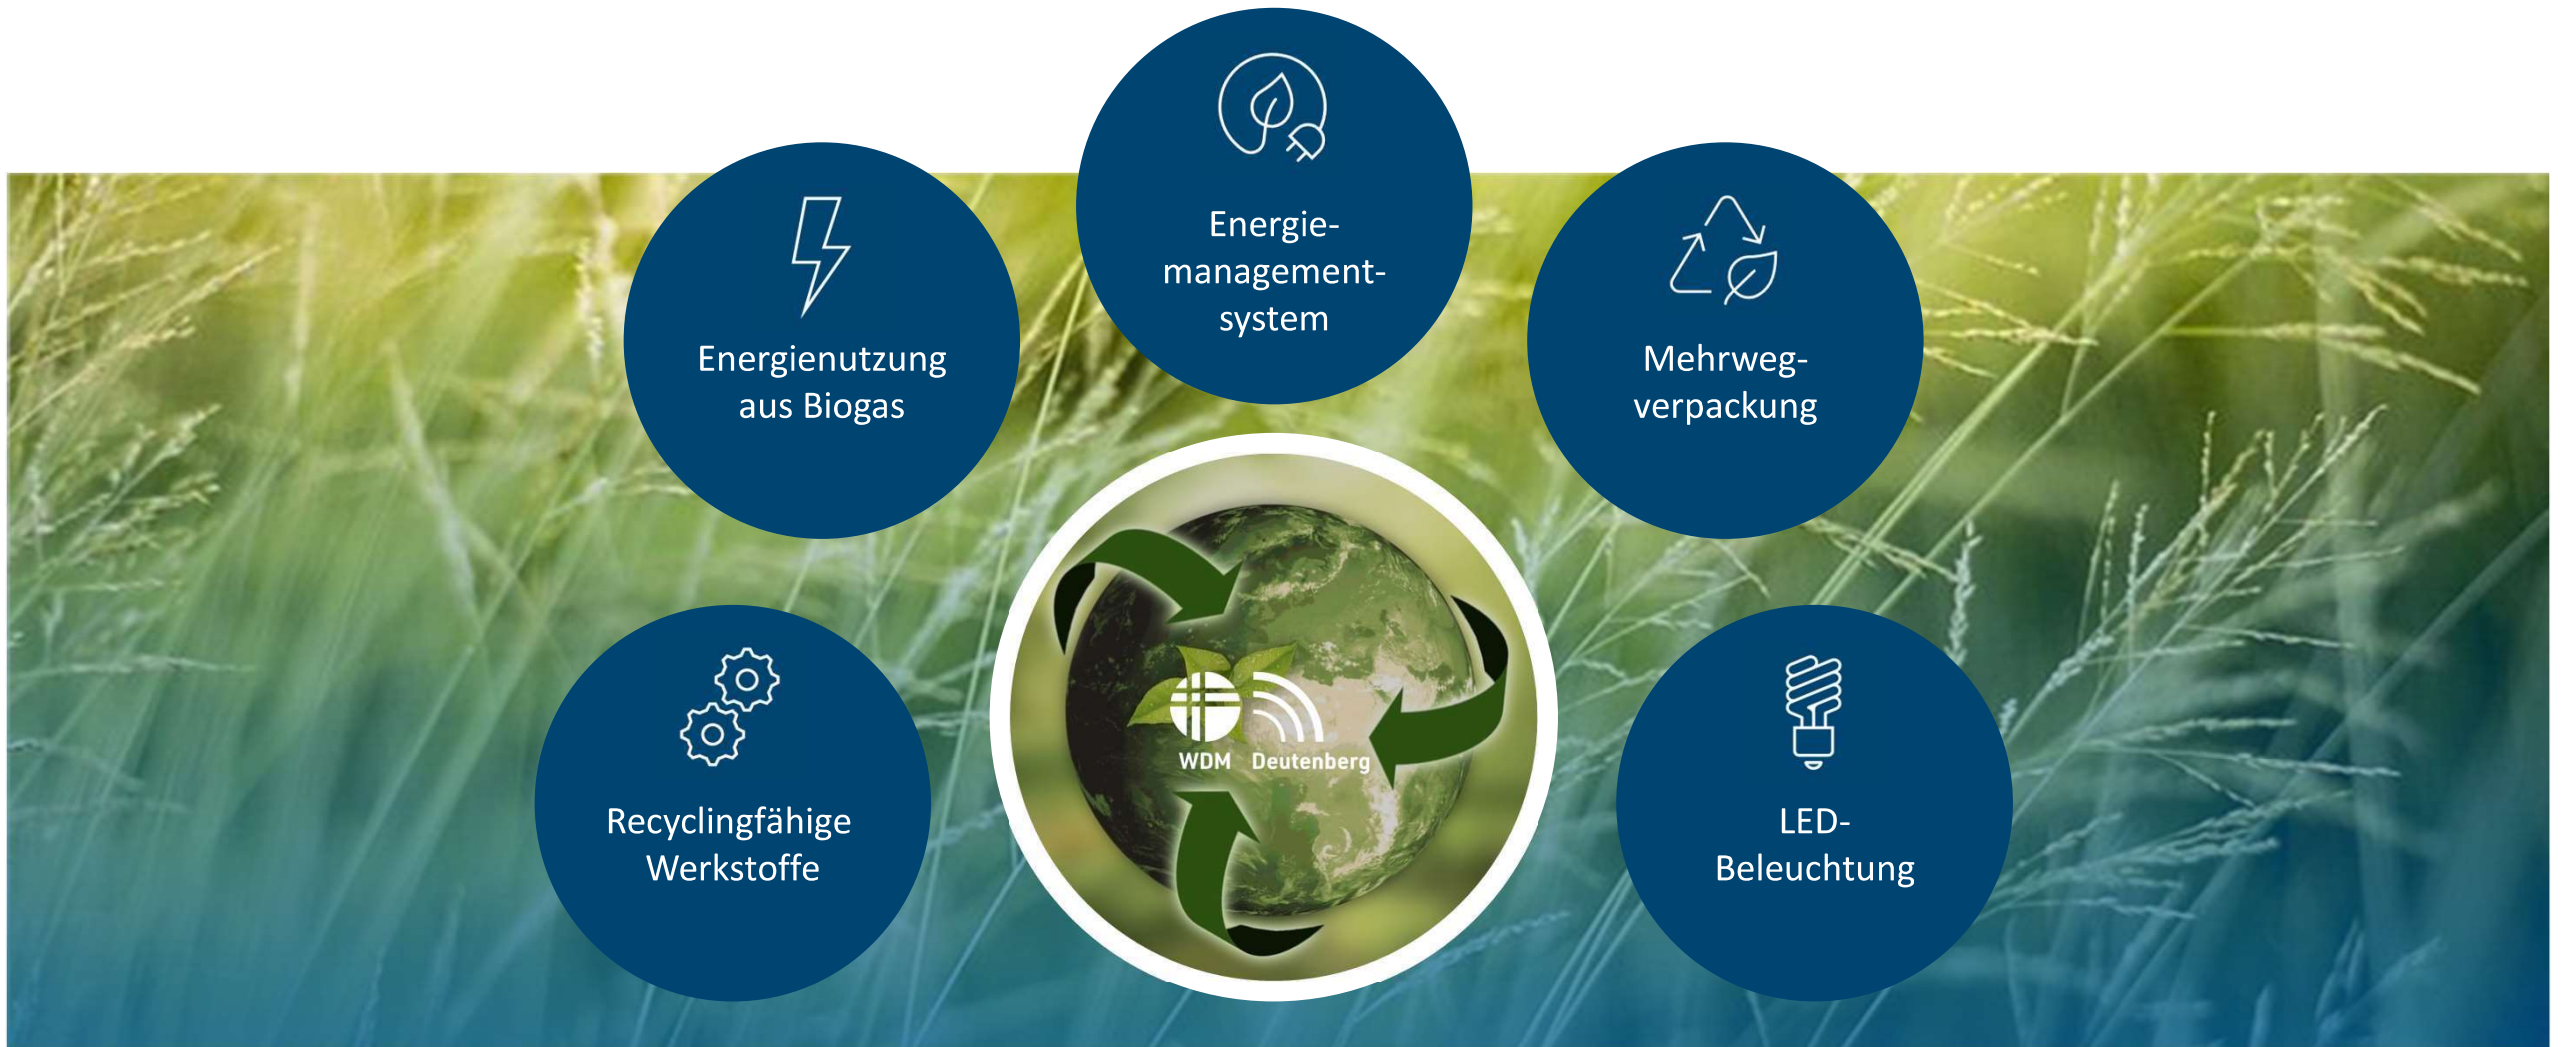 Energie-
management-
system
Energienutzung
aus Biogas
Mehrweg-
verpackung
Recyclingfähige
Werkstoffe
WDM Deutenberg
LED-
Beleuchtung